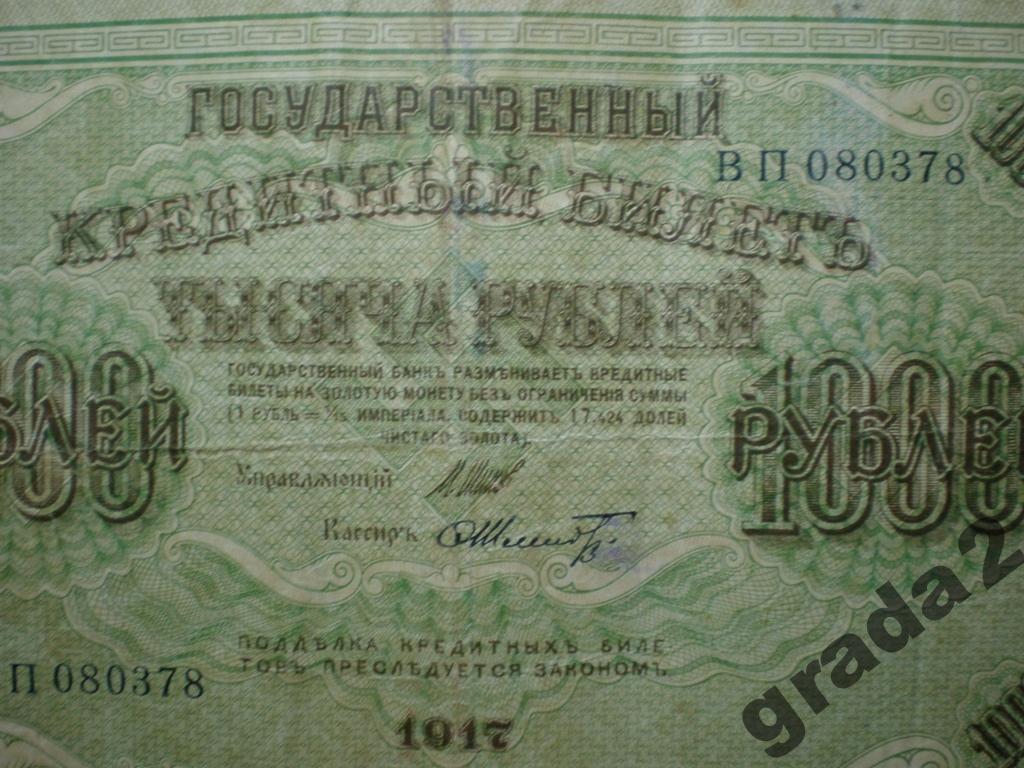 ГОСУДАРСТВЕННЫЙ
ВП 080378
КРЕДИТНЫЙ БИЛЕТЪ
ТЫСЯЧА РУБЛЕЙ
ГОСУДАРСТВЕННЫЙ БАНКЪ РАЗМѢНИВАЕТЪ КРЕДИТНЫЕ
БИЛЕТЫ НА ЗОЛОТУЮ МОНЕТУ БЕЗЪ ОГРАНИЧЕНІЯ СУММЫ
(1 РУБЛЬ = 1/15 ИМПЕРІАЛА, СОДЕРЖИТЪ 17,424 ДОЛЕЙ
ЧИСТАГО ЗОЛОТА).
1000
РУБЛЕЙ
Управляющій
Кассиръ
ПОДДѢЛКА КРЕДИТНЫХЪ БИЛЕ-
ТОВЪ ПРЕСЛѢДУЕТСЯ ЗАКОНОМЪ.
П 080378
1917
grada2